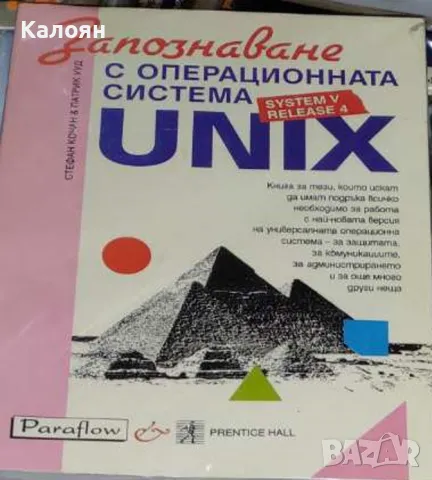 Калоян
Запознаване
С ОПЕРАЦИОННАТА
СИСТЕМА
SYSTEM V
RELEASE 4
UNIX
СТЕФАН КОЧАН & ПАТРИК УУД
Книга за тези, които искат
да имат подръка всичко
необходимо за работа
с най-новата версия
на универсалната операционна
система - за защитата,
за комуникациите,
за администрирането
и за още много
други неща
Paraflow & PRENTICE HALL
BAZAR